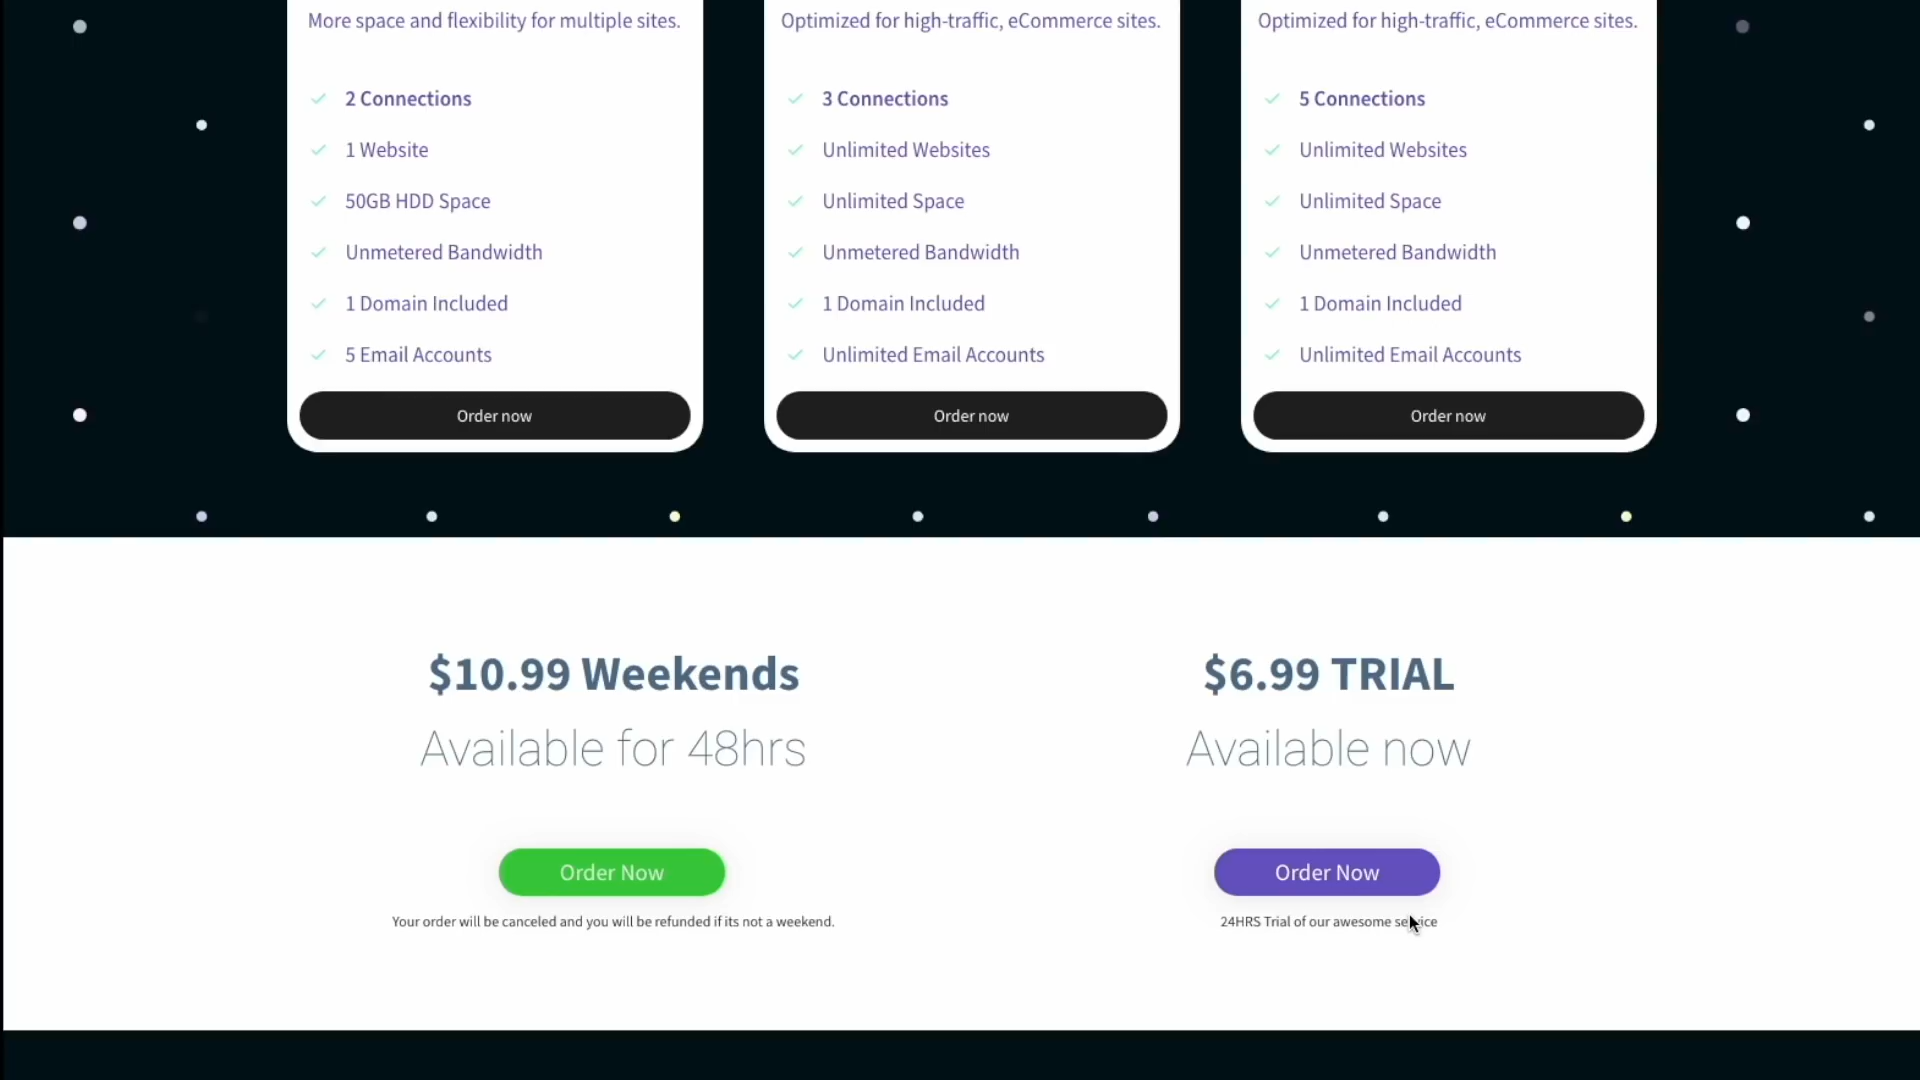 More space and flexibility for multiple sites.
2 Connections
1 Website
50GB HDD Space
Unmetered Bandwidth
1 Domain Included
5 Email Accounts
Order now
Optimized for high-traffic, eCommerce sites.
3 Connections
Unlimited Websites
Unlimited Space
Unmetered Bandwidth
1 Domain Included
Unlimited Email Accounts
Order now
Optimized for high-traffic, eCommerce sites.
5 Connections
Unlimited Websites
Unlimited Space
Unmetered Bandwidth
1 Domain Included
Unlimited Email Accounts
Order now
$10.99 Weekends
Available for 48hrs
Order Now
Your order will be canceled and you will be refunded if its not a weekend.
$6.99 TRIAL
Available now
Order Now
24HRS Trial of our awesome service